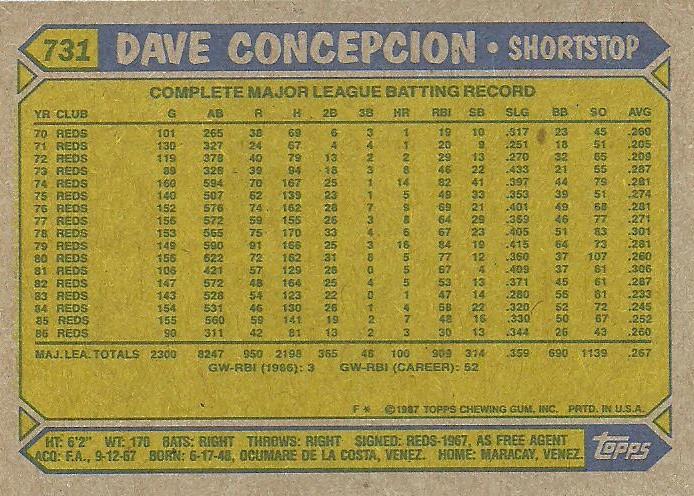 731 DAVE CONCEPCION • SHORTSTOP
COMPLETE MAJOR LEAGUE BATTING RECORD
YR CLUB G AB R H 2B 3B HR RBI SB SLG BB SO AVG
70 REDS 101 265 38 69 6 3 1 19 10 .317 23 45 .260
71 REDS 130 327 24 67 4 4 1 20 9 .251 18 51 .205
72 REDS 119 378 40 79 13 2 2 29 13 .270 32 65 .209
73 REDS 89 328 39 94 18 3 8 46 22 .433 21 55 .287
74 REDS 160 594 70 167 25 1 14 82 41 .397 44 79 .281
75 REDS 140 507 62 139 23 1 5 49 33 .353 39 51 .274
76 REDS 152 576 74 162 28 7 9 69 21 .401 49 68 .281
77 REDS 156 572 59 155 26 3 8 64 29 .369 46 77 .271
78 REDS 153 565 75 170 33 4 6 67 23 .405 51 83 .301
79 REDS 149 590 91 166 25 3 16 84 19 .415 64 73 .281
80 REDS 156 622 72 162 31 8 5 77 12 .360 37 107 .260
81 REDS 106 421 57 129 28 0 5 67 4 .409 37 61 .306
82 REDS 147 572 48 164 25 4 5 53 13 .371 45 61 .287
83 REDS 143 528 54 123 22 0 1 47 14 .280 56 81 .233
84 REDS 154 531 46 130 26 1 4 58 22 .320 52 72 .245
85 REDS 155 560 59 141 19 2 7 48 16 .330 50 67 .252
86 REDS 90 311 42 81 13 2 3 30 13 .344 26 43 .260
MAJ. LEA. TOTALS 2300 8247 950 2198 365 48 100 909 314 .359 690 1139 .267
GW-RBI (1986): 3 GW-RBI (CAREER): 52
F * ©1987 TOPPS CHEWING GUM, INC. PRTD. IN U.S.A.
HT: 6'2" WT: 170 BATS: RIGHT THROWS: RIGHT SIGNED: REDS-1967, AS FREE AGENT
ACQ: F.A., 9-12-67 BORN: 6-17-48, OCUMARE DE LA COSTA, VENEZ. HOME: MARACAY, VENEZ.
topps